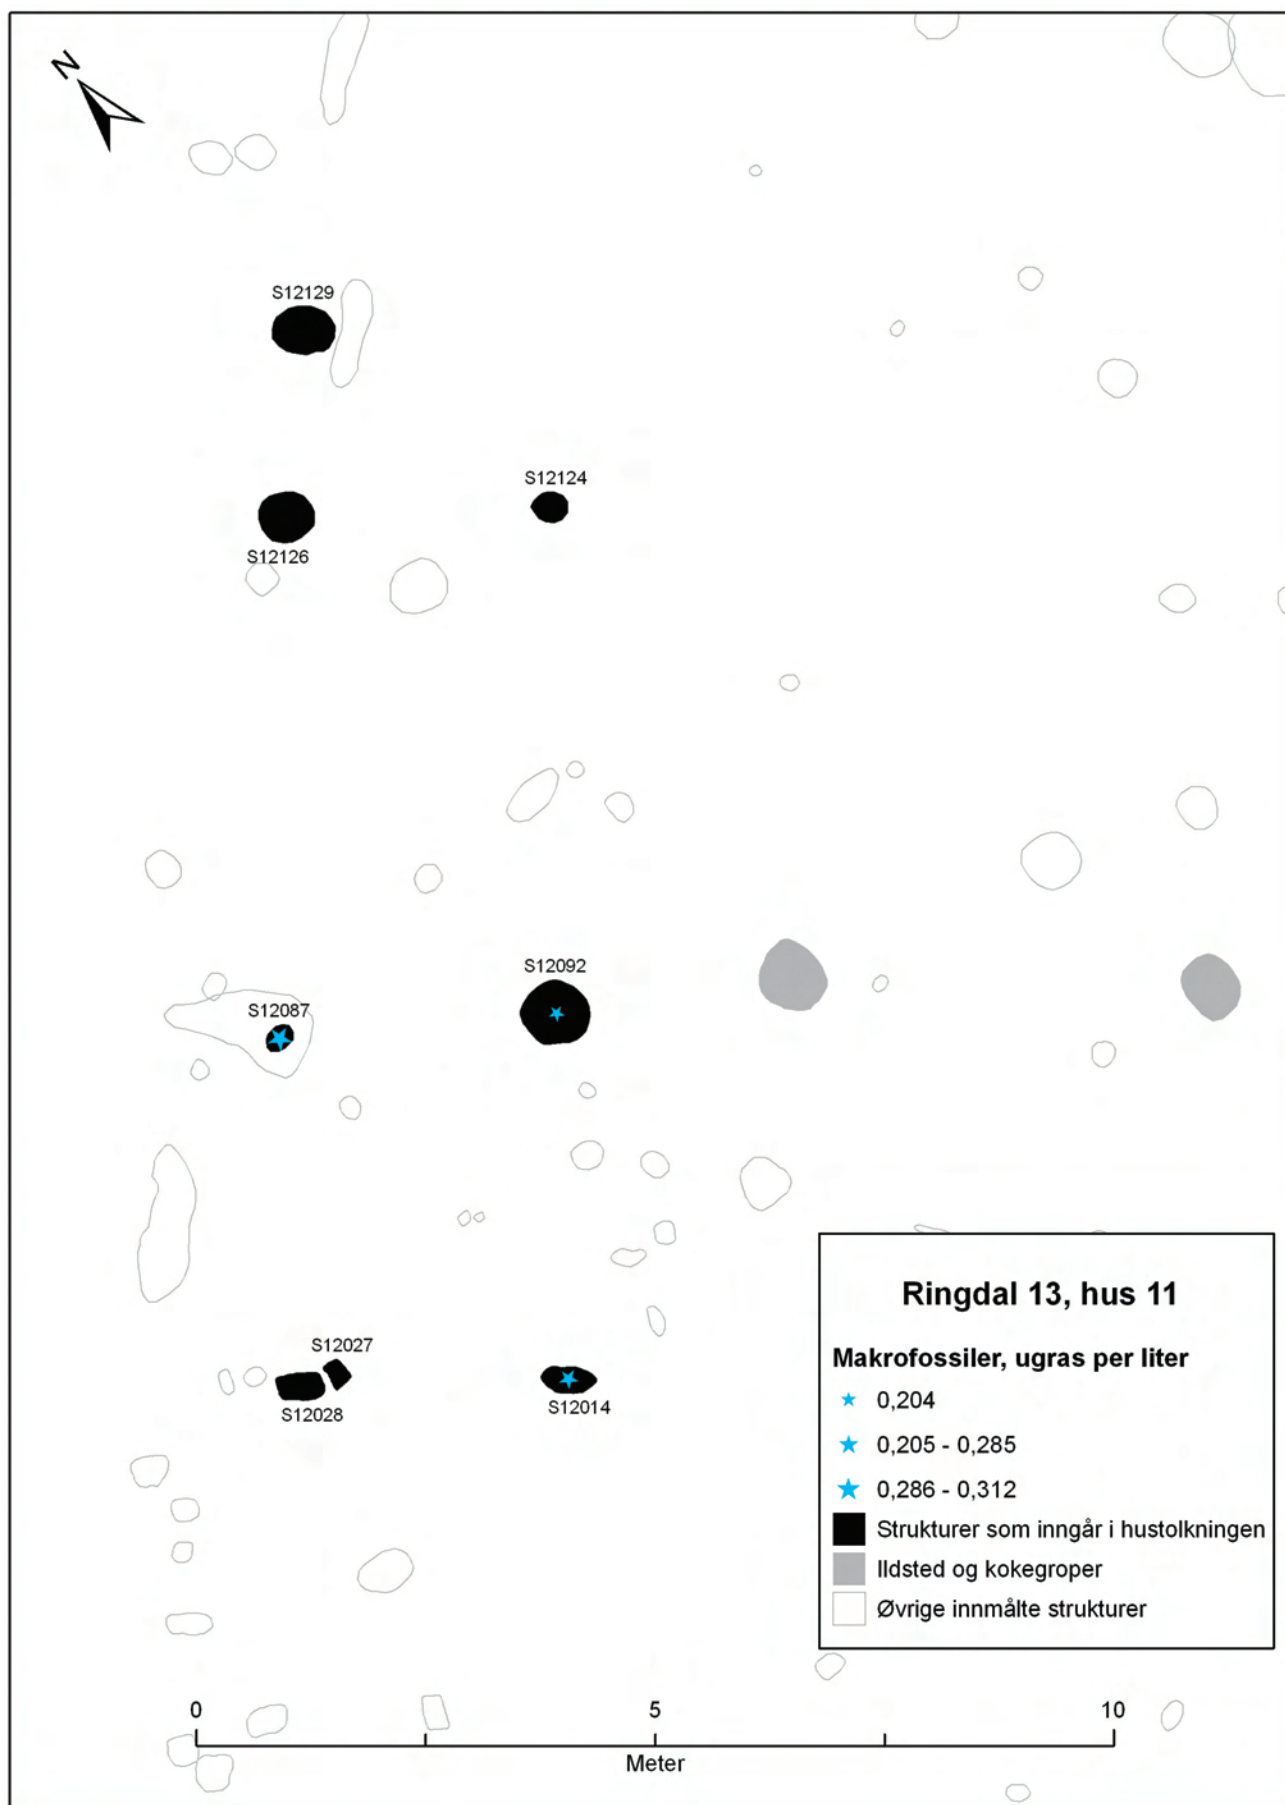 N
S12129
S12124
S12126
S12092
S12087
S12027
S12028
S12014
Ringdal 13, hus 11
Makrofossiler, ugras per liter
0,204
0,205 - 0,285
0,286 - 0,312
Strukturer som inngår i hustolkningen
Ildsted og kokegroper
Øvrige innmålte strukturer
0 5 10
Meter